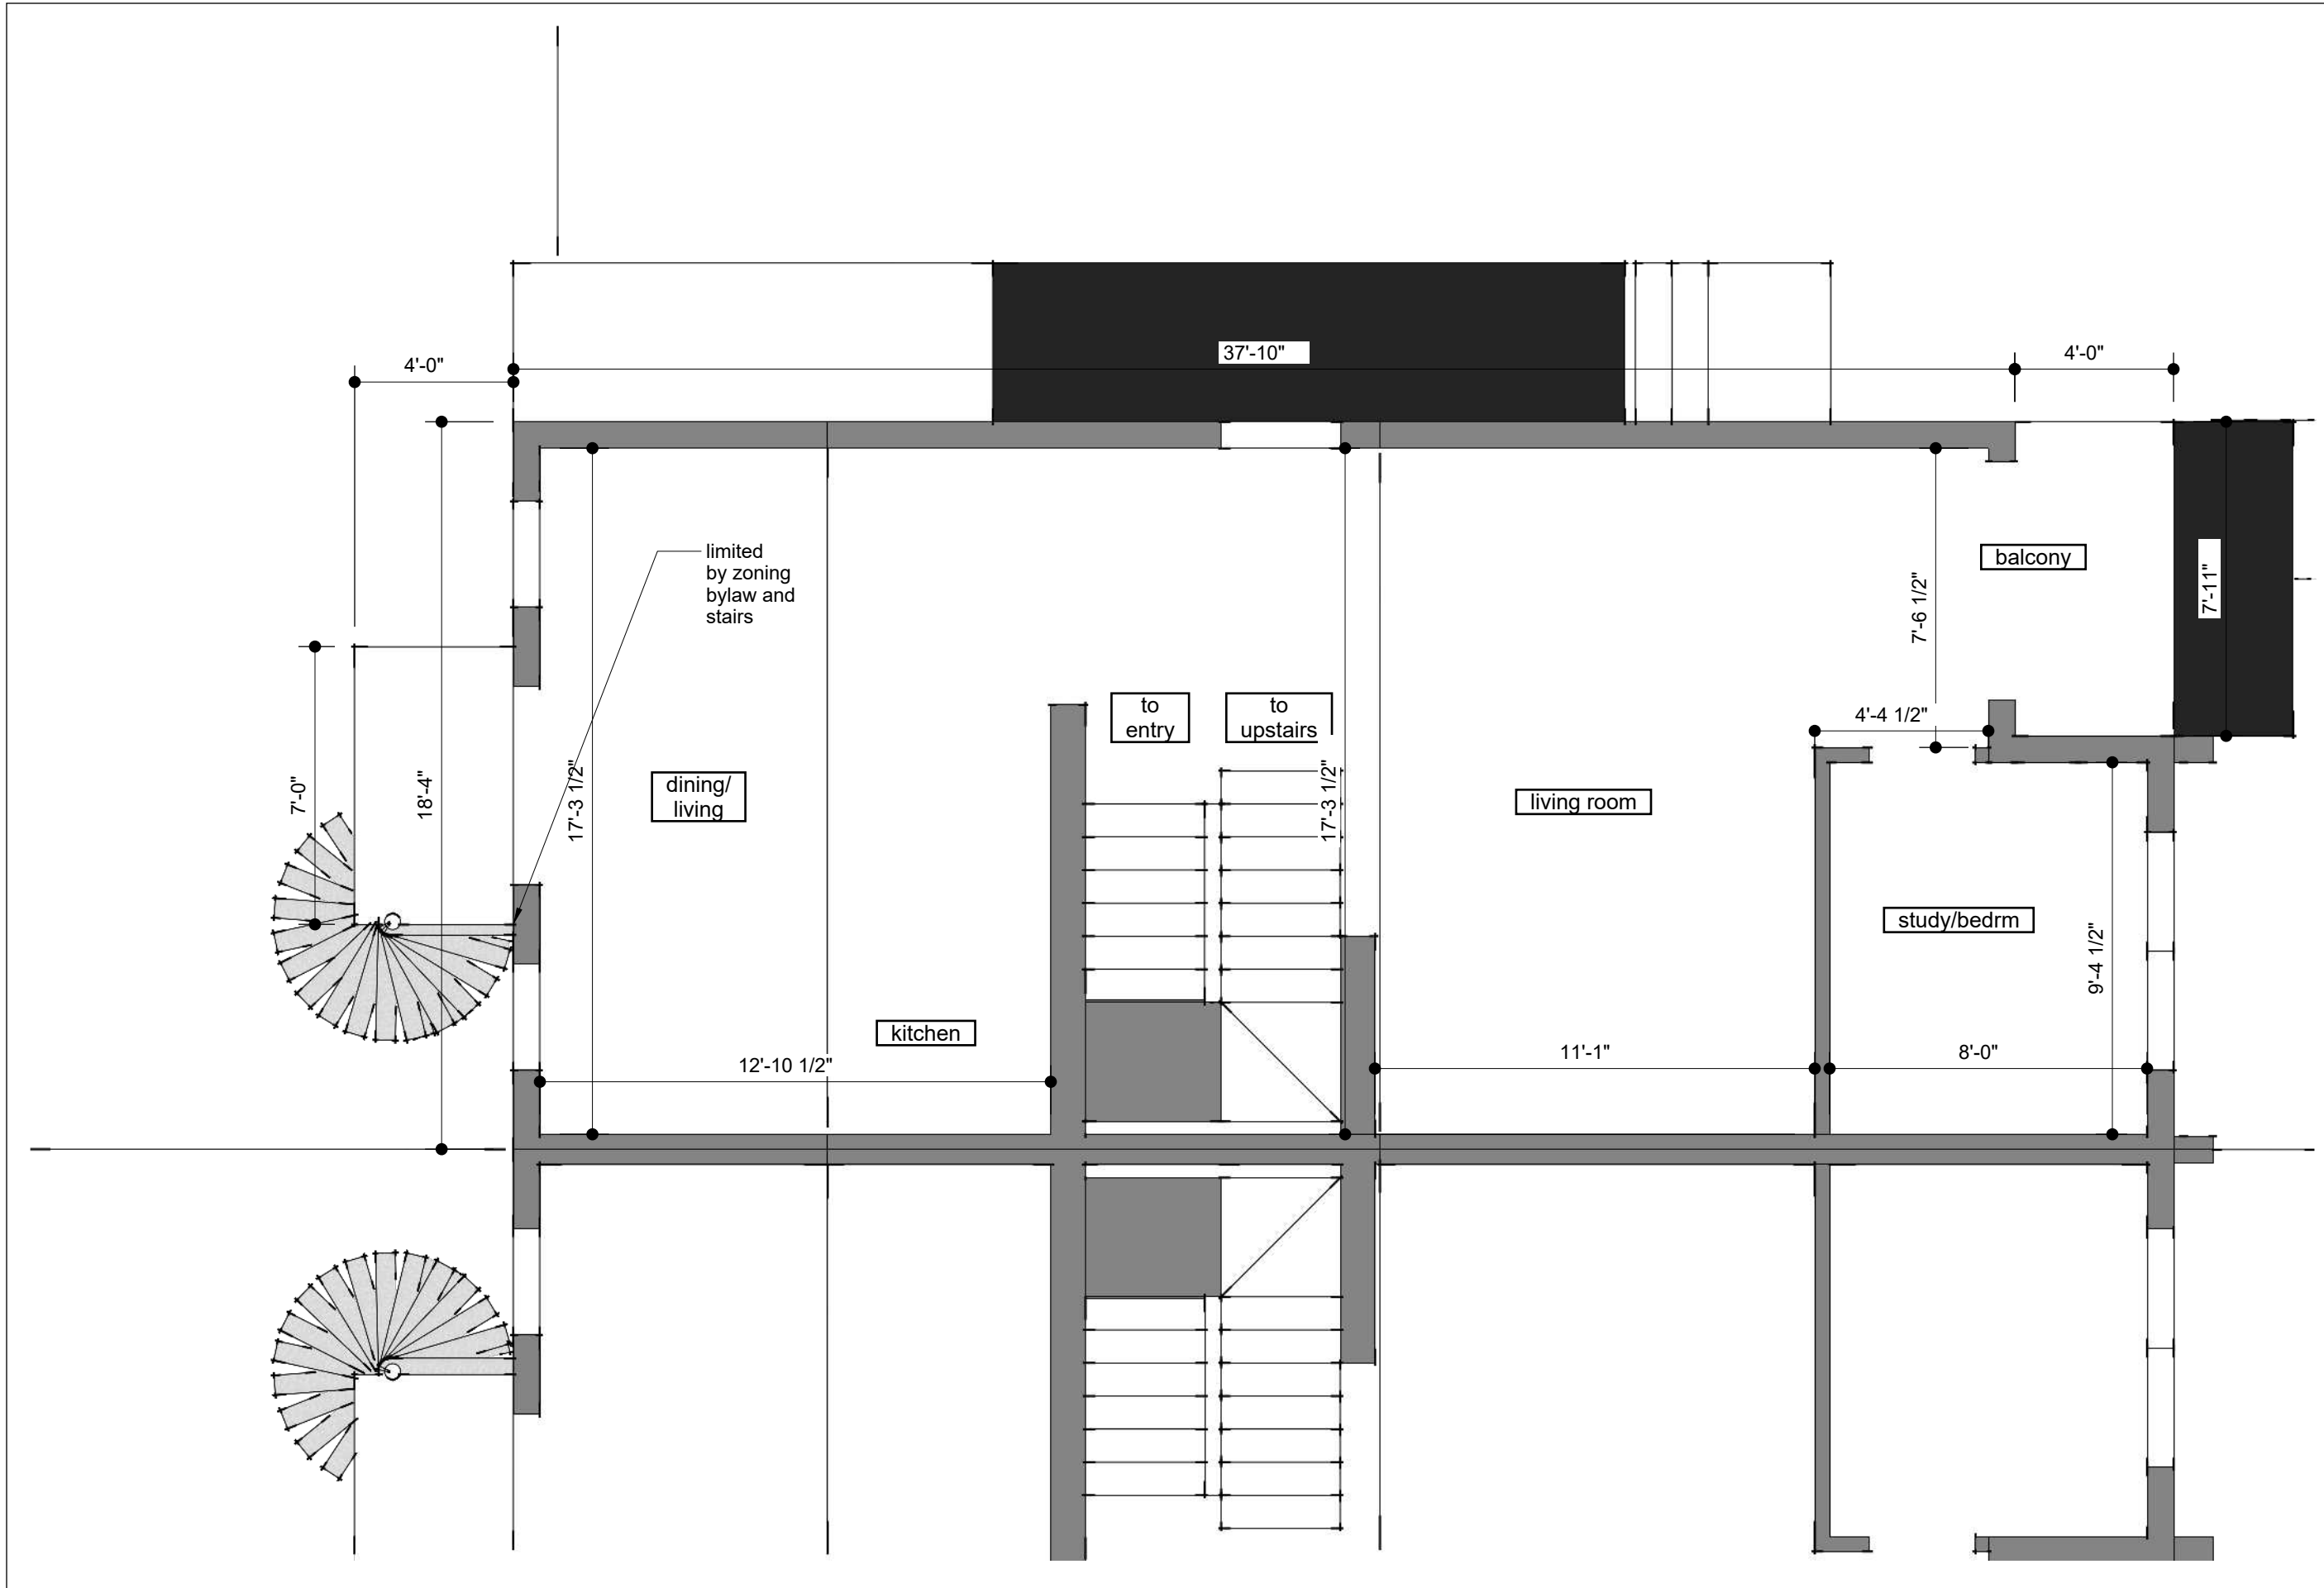 37'-10"
4'-0"
4'-0"
limited
by zoning
bylaw and
stairs
balcony
7'-11"
7'-6 1/2"
to
entry
to
upstairs
4'-4 1/2"
dining/
living
7'-0"
18'-4"
17'-3 1/2"
17'-3 1/2"
living room
study/bedrm
9'-4 1/2"
kitchen
12'-10 1/2"
11'-1"
8'-0"